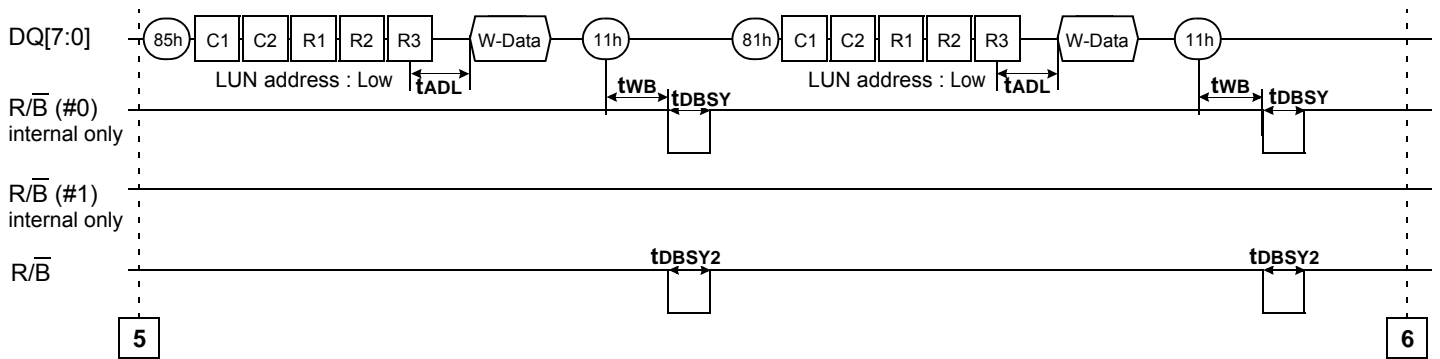 DQ[7:0] 85h C1 C2 R1 R2 R3 W-Data 11h 81h C1 C2 R1 R2 R3 W-Data 11h
LUN address : Low tADL LUN address : Low tADL
R/B̅ (#0) tWB tDBSY tWB tDBSY
internal only
R/B̅ (#1)
internal only
R/B̅ tDBSY2 tDBSY2
5 6